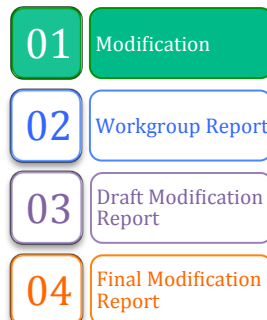 01 Modification
02 Workgroup Report
03 Draft Modification
Report
04 Final Modification
Report